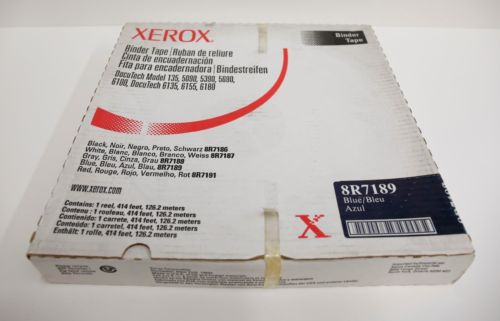 XEROX
Binder Tape
Binder Tape | Ruban de reliure
Cinta de encuadernación
Fita para encadernadora | Bindestreifen
DocuTech Model 135, 5090, 5390, 5690,
6180, DocuTech 6135, 6155, 6180
Black, Noir, Negro, Preto, Schwarz 8R7186
White, Blanc, Blanco, Branco, Weiss 8R7187
Gray, Gris, Cinza, Grau 8R7188
Blue, Bleu, Azul, Blau 8R7189
Red, Rouge, Rojo, Vermelho, Rot 8R7191
www.xerox.com
Contains: 1 reel, 414 feet, 126.2 meters
Contenu : 1 rouleau, 414 feet, 126.2 meters
Contenido: 1 carrete, 414 feet, 126.2 meters
Conteúdo: 1 carretel, 414 feet, 126.2 meters
Enthält: 1 rolle, 414 feet, 126.2 meters
8R7189
Blue/Bleu
Azul
X